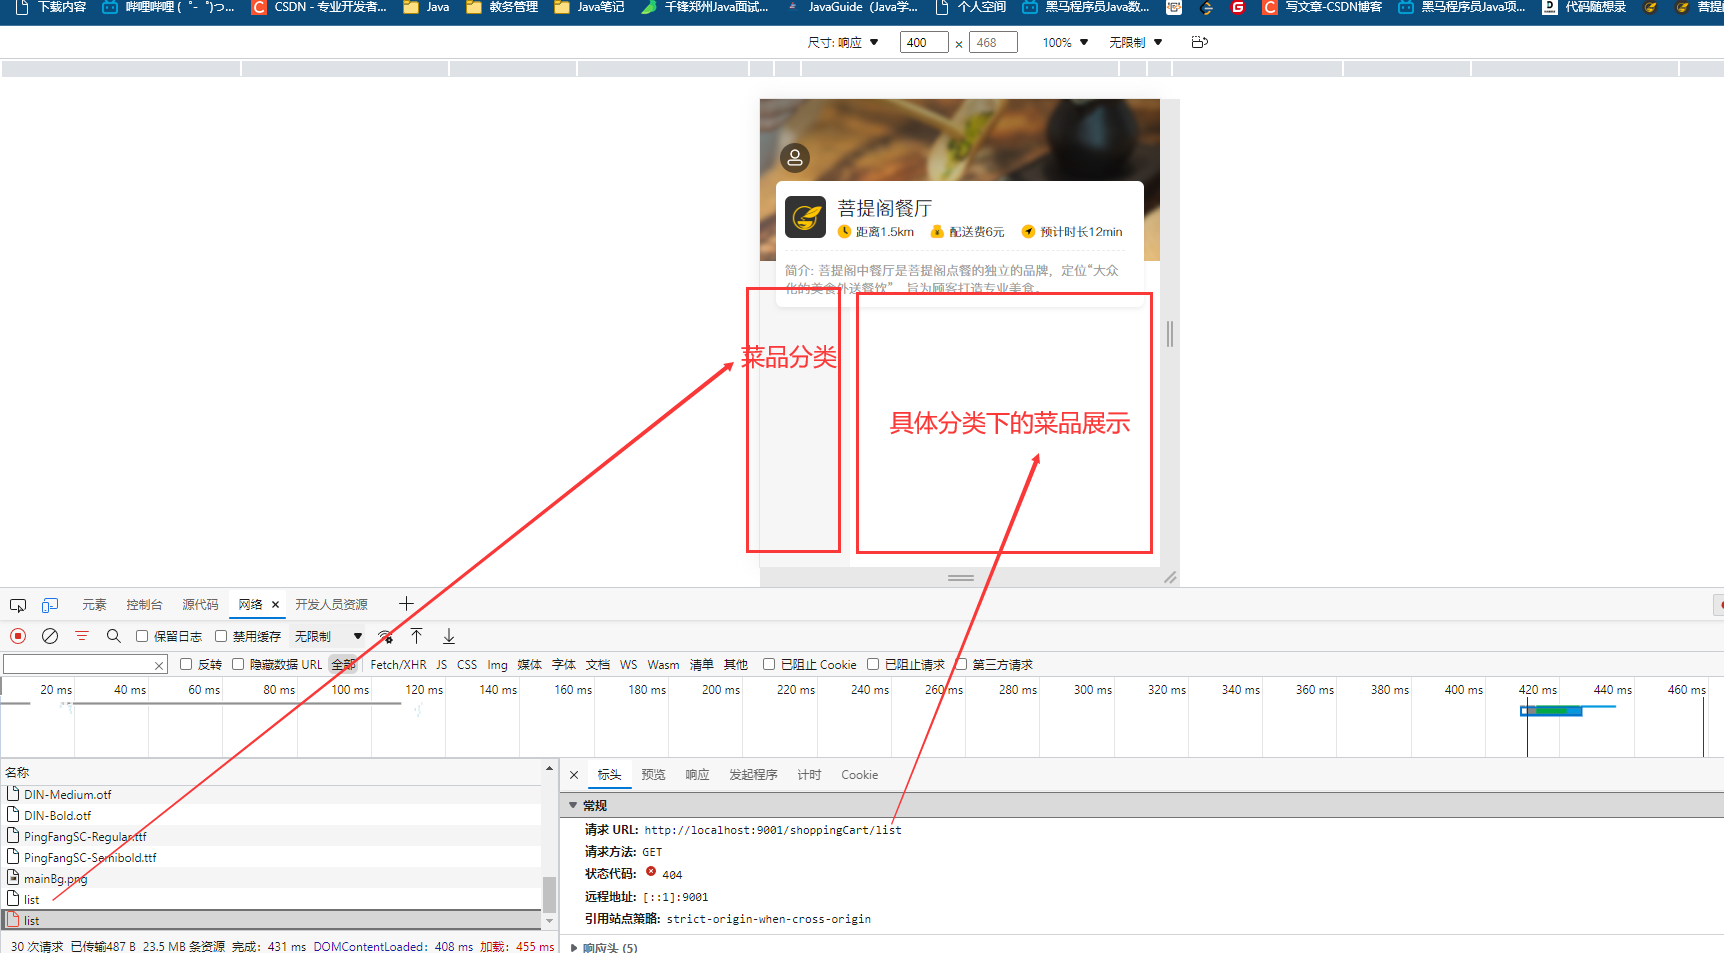 下载内容 哔哩哔哩 (゜-゜)つ... CSDN - 专业开发者... Java 教务管理 Java笔记 千锋郑州Java面试... JavaGuide（Java学... 个人空间 黑马程序员Java数... 写文章-CSDN博客 黑马程序员Java项... 代码随想录
尺寸: 响应 400 × 468 100% 无限制
菩提阁餐厅
距离1.5km 配送费6元 预计时长12min
简介: 菩提阁中餐厅是菩提阁点餐的独立的品牌，定位“大众
化的美食外送餐饮”，旨为顾客打造专业美食。
菜品分类
具体分类下的菜品展示
元素 控制台 源代码 网络 × 开发人员资源
保留日志 禁用缓存 无限制
反转 隐藏数据 URL 全部 Fetch/XHR JS CSS Img 媒体 字体 文档 WS Wasm 清单 其他 已阻止 Cookie 已阻止请求 第三方请求
20 ms 40 ms 60 ms 80 ms 100 ms 120 ms 140 ms 160 ms 180 ms 200 ms 220 ms 240 ms 260 ms 280 ms 300 ms 320 ms 340 ms 360 ms 380 ms 400 ms 420 ms 440 ms 460 ms
名称
DIN-Medium.otf
DIN-Bold.otf
PingFangSC-Regular.ttf
PingFangSC-Semibold.ttf
mainBg.png
list
list
30 次请求 已传输487 B 23.5 MB 条资源 完成: 431 ms DOMContentLoaded: 408 ms 加载: 455 ms
标头 预览 响应 发起程序 计时 Cookie
常规
请求 URL: http://localhost:9001/shoppingCart/list
请求方法: GET
状态代码: 404
远程地址: [::1]:9001
引用站点策略: strict-origin-when-cross-origin
响应头 (5)